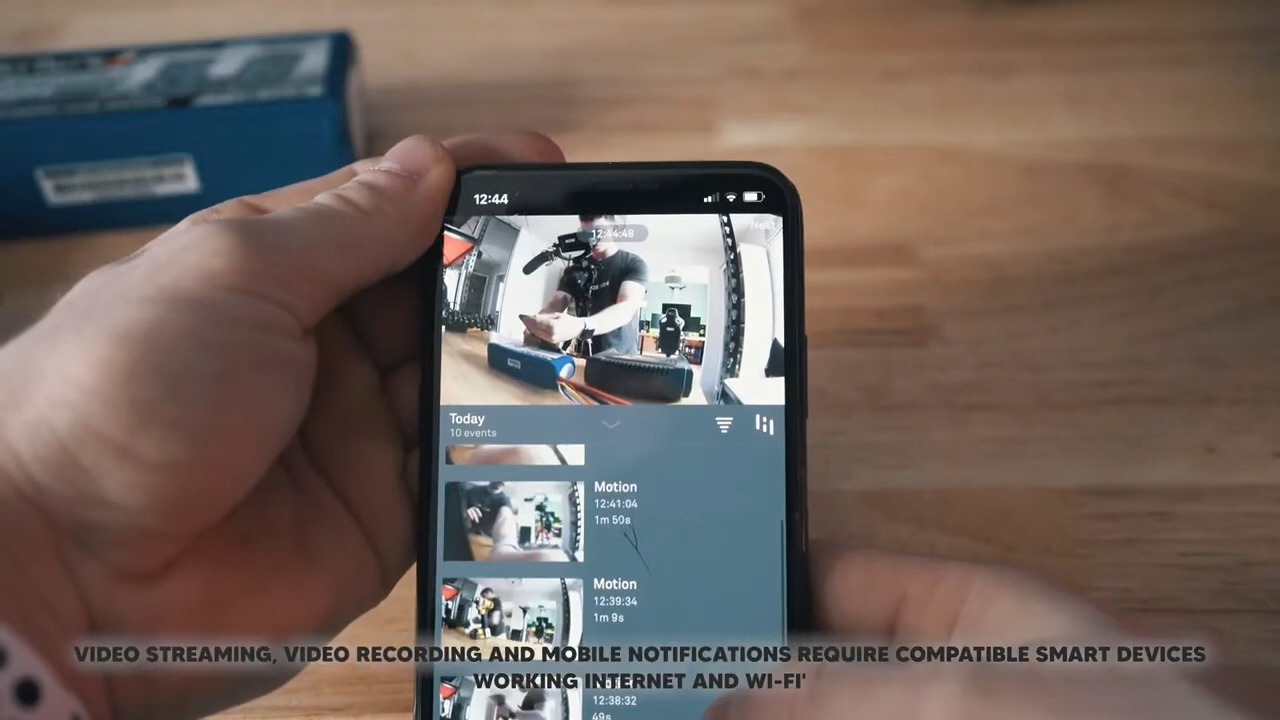 12:44
12:44:48
Today
10 events
Motion
12:41:04
1m 50s
Motion
12:39:34
1m 9s
12:38:32
49s
VIDEO STREAMING, VIDEO RECORDING AND MOBILE NOTIFICATIONS REQUIRE COMPATIBLE SMART DEVICES
WORKING INTERNET AND WI-FI'